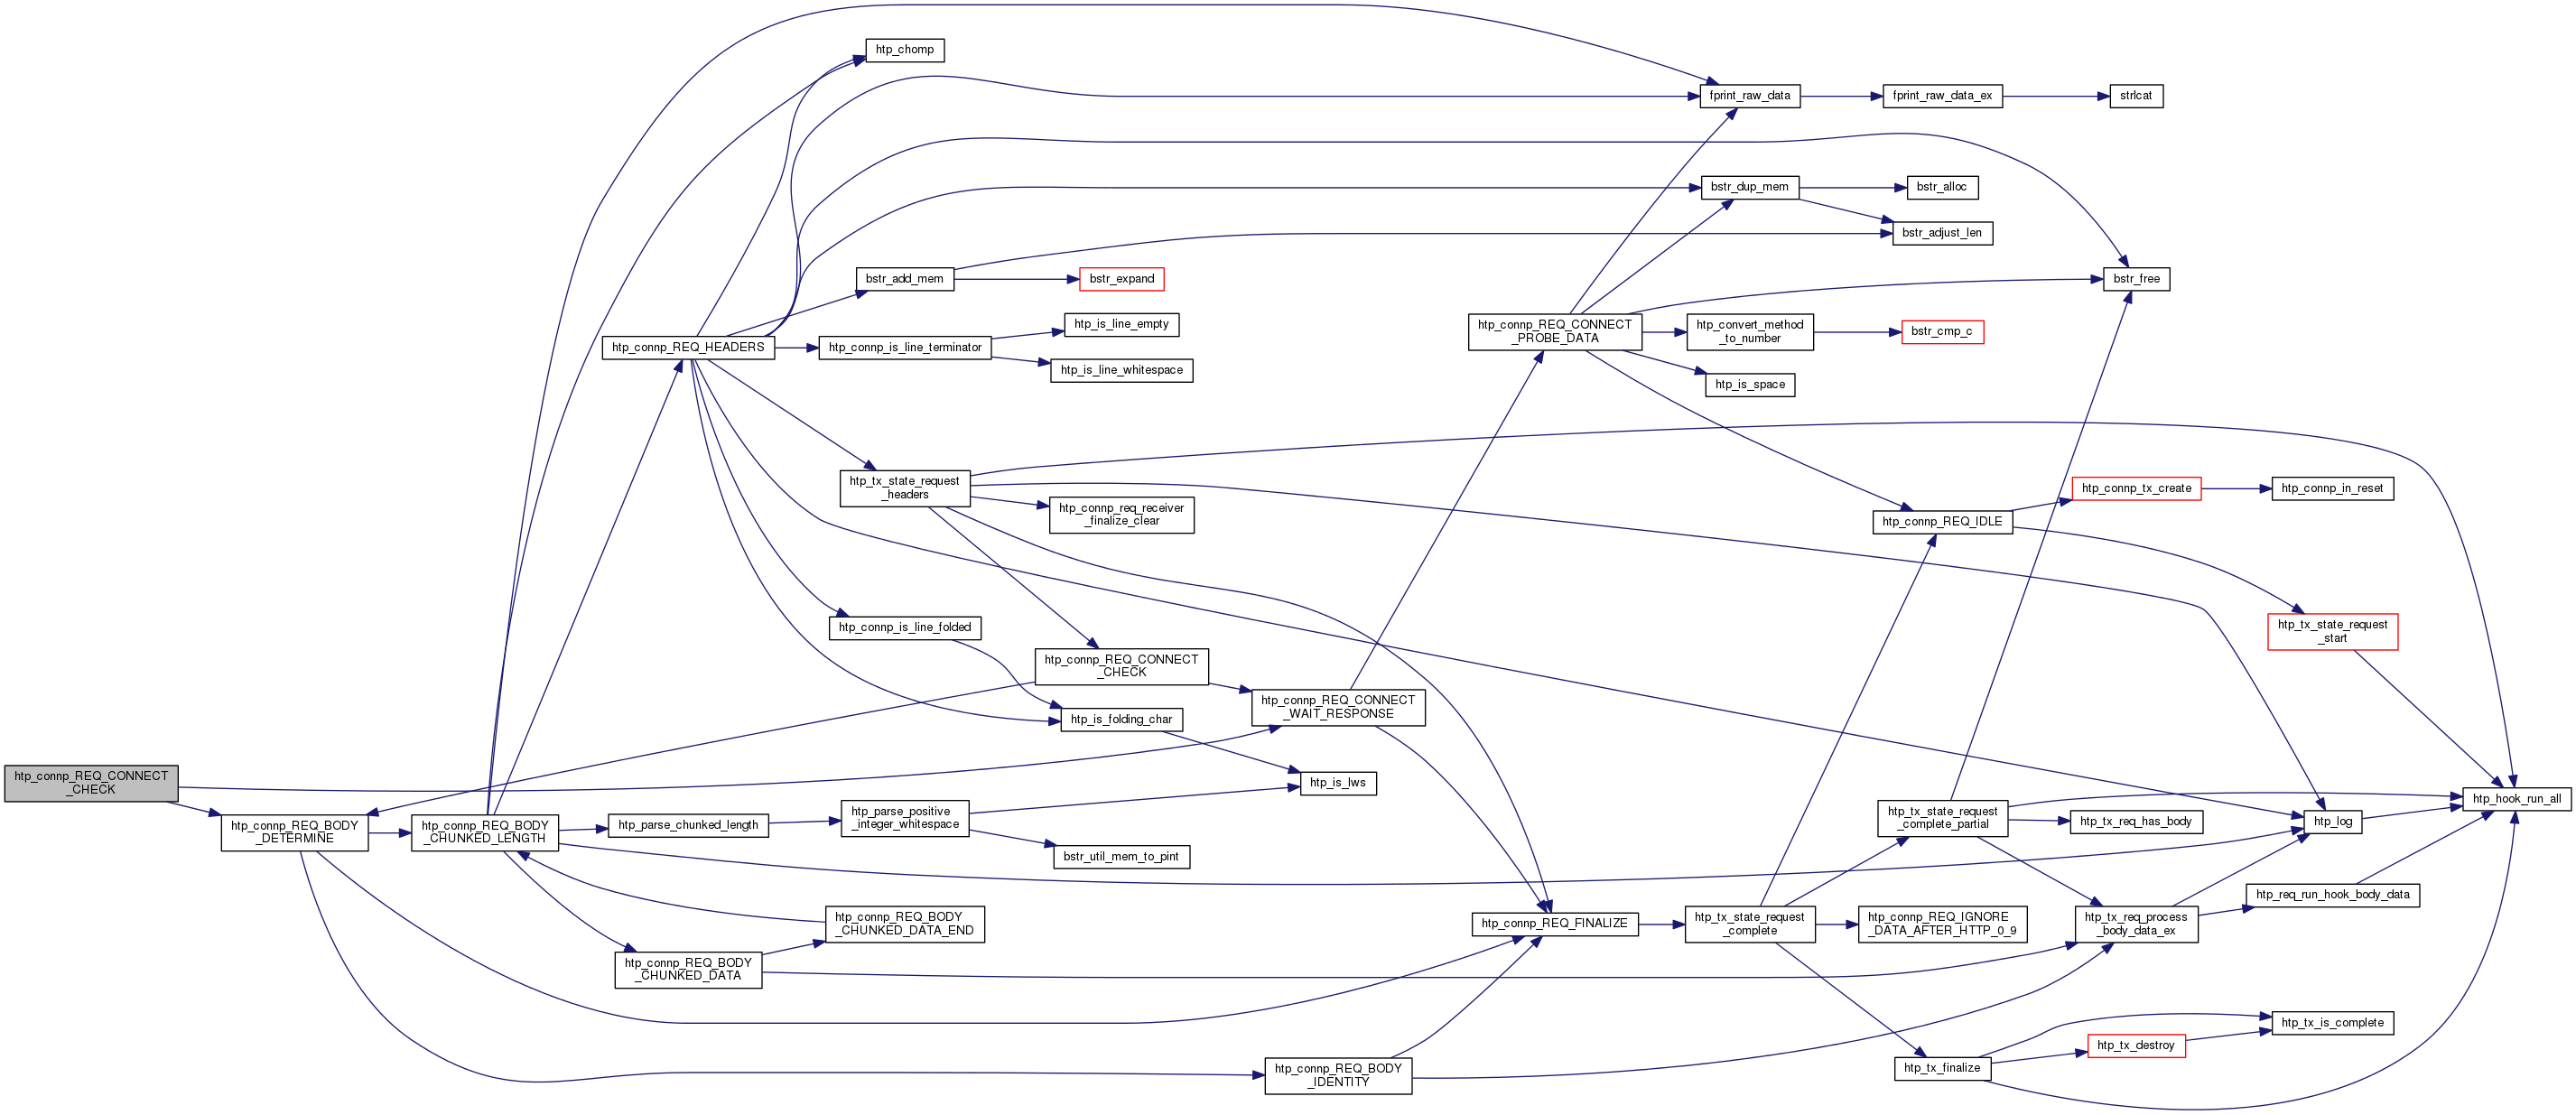 htp_connp_REQ_CONNECT
_CHECK
htp_connp_REQ_BODY
_DETERMINE
htp_connp_REQ_BODY
_CHUNKED_LENGTH
htp_connp_REQ_HEADERS
htp_parse_chunked_length
htp_connp_REQ_BODY
_CHUNKED_DATA
htp_chomp
bstr_add_mem
htp_connp_is_line_terminator
htp_tx_state_request
_headers
htp_connp_is_line_folded
htp_parse_positive
_integer_whitespace
htp_connp_REQ_BODY
_CHUNKED_DATA_END
bstr_expand
htp_is_line_empty
htp_is_line_whitespace
htp_connp_req_receiver
_finalize_clear
htp_connp_REQ_CONNECT
_CHECK
htp_is_folding_char
bstr_util_mem_to_pint
htp_connp_REQ_CONNECT
_WAIT_RESPONSE
htp_is_lws
htp_connp_REQ_BODY
_IDENTITY
htp_connp_REQ_CONNECT
_PROBE_DATA
htp_connp_REQ_FINALIZE
fprint_raw_data
bstr_dup_mem
htp_convert_method
_to_number
htp_is_space
htp_tx_state_request
_complete
fprint_raw_data_ex
bstr_alloc
bstr_adjust_len
bstr_cmp_c
htp_connp_REQ_IDLE
htp_tx_state_request
_complete_partial
htp_connp_REQ_IGNORE
_DATA_AFTER_HTTP_0_9
htp_tx_finalize
strlcat
bstr_free
htp_connp_tx_create
htp_tx_req_has_body
htp_tx_req_process
_body_data_ex
htp_tx_destroy
htp_connp_in_reset
htp_tx_state_request
_start
htp_log
htp_req_run_hook_body_data
htp_tx_is_complete
htp_hook_run_all